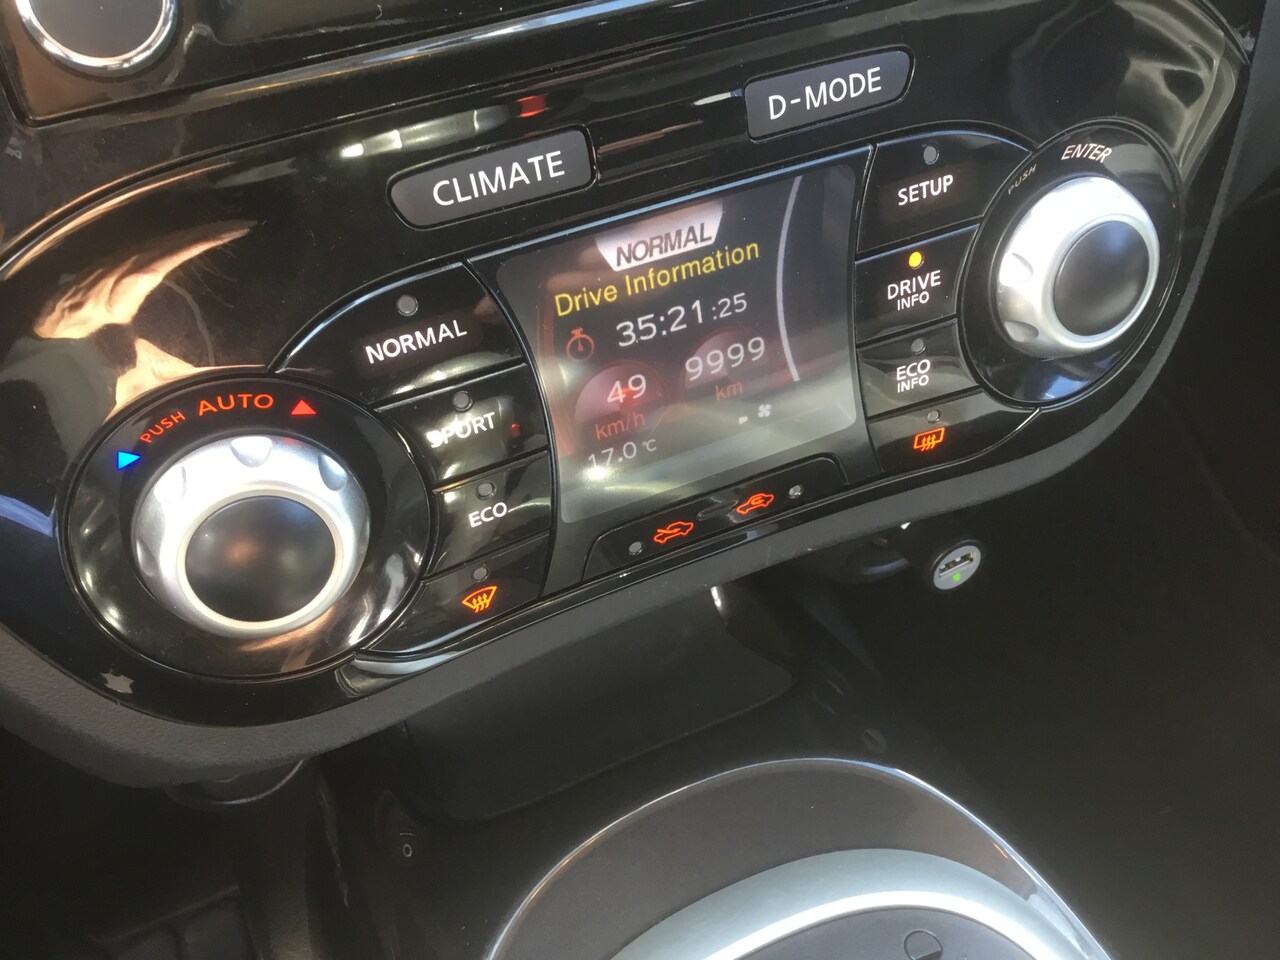 D-MODE
CLIMATE
PUSH ENTER
SETUP
NORMAL
Drive Information
35:21:25
49 9999
km/h km
17.0 °C
DRIVE
INFO
ECO
INFO
NORMAL
SPORT
ECO
PUSH AUTO